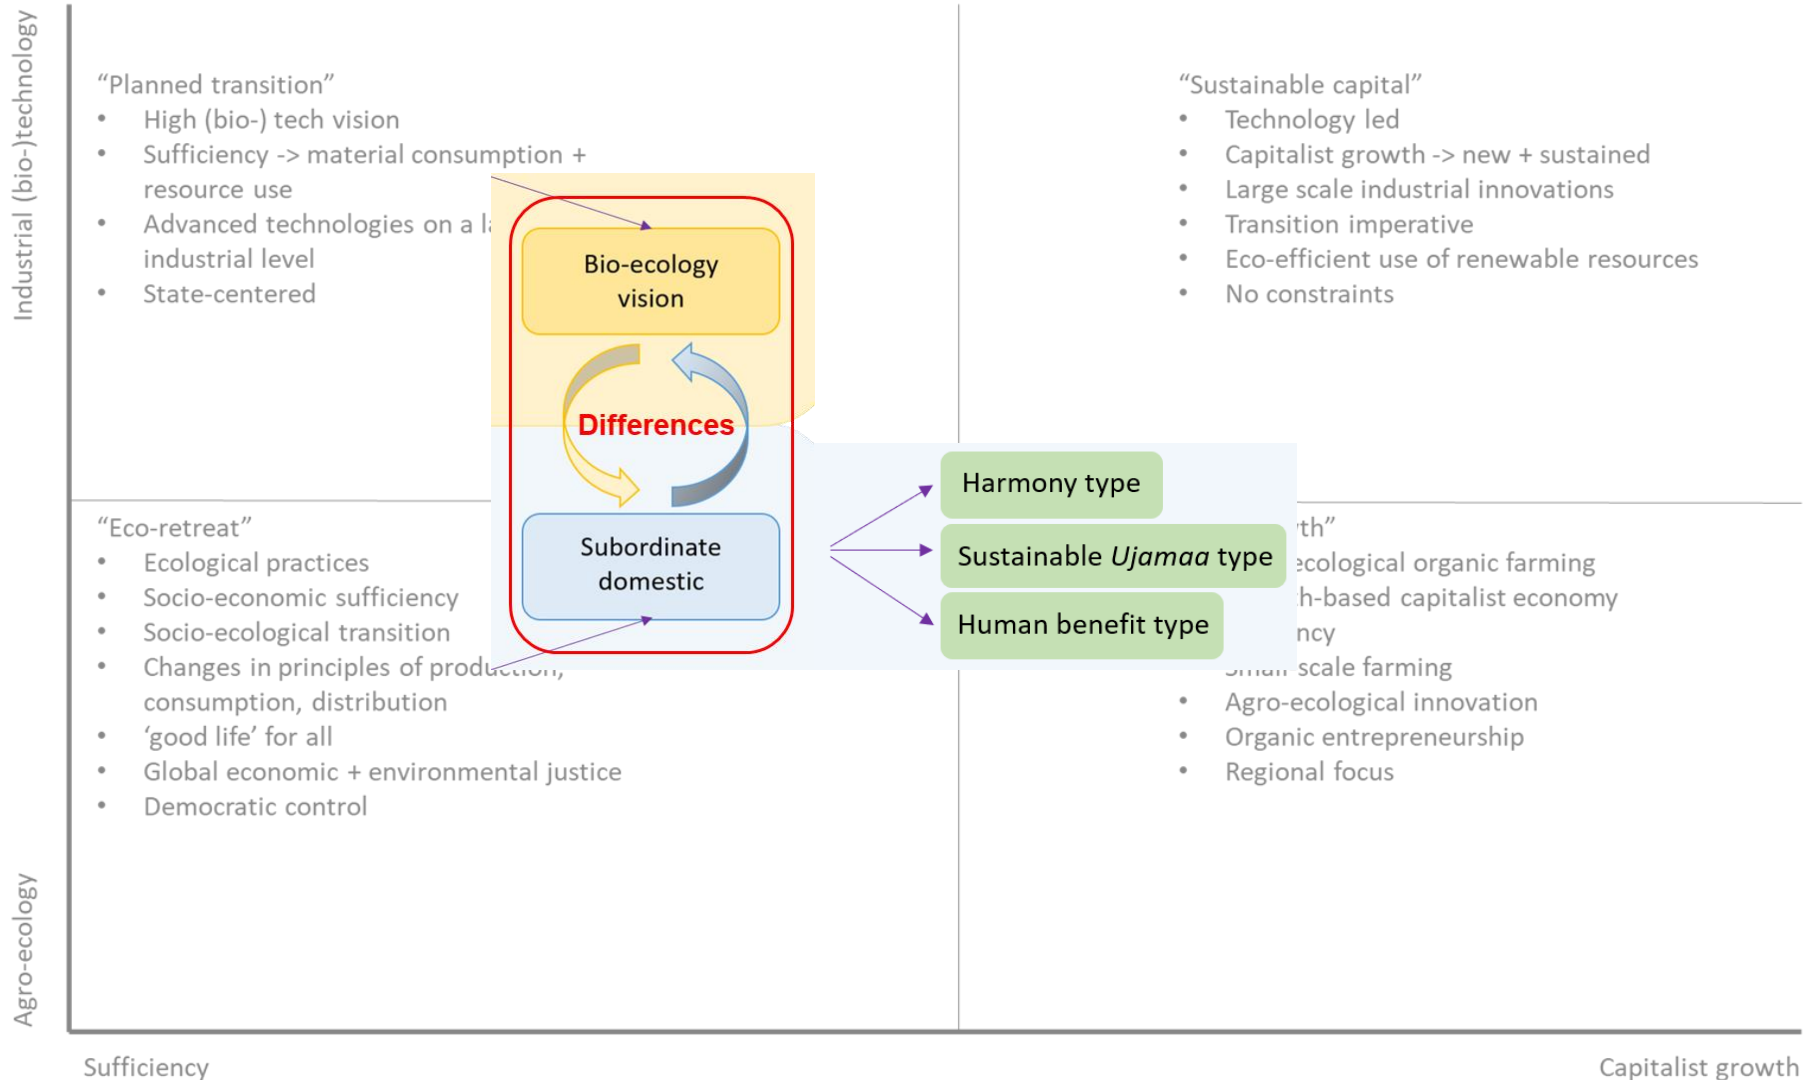 Industrial (bio-)technology
“Planned transition”
• High (bio-) tech vision
• Sufficiency -> material consumption +
resource use
• Advanced technologies on a
industrial level
• State-centered
“Sustainable capital”
• Technology led
• Capitalist growth -> new + sustained
• Large scale industrial innovations
• Transition imperative
• Eco-efficient use of renewable resources
• No constraints
Bio-ecology
vision
Differences
Subordinate
domestic
Harmony type
Sustainable Ujamaa type
Human benefit type
“Eco-retreat”
• Ecological practices
• Socio-economic sufficiency
• Socio-ecological transition
• Changes in principles of production,
consumption, distribution
• ‘good life’ for all
• Global economic + environmental justice
• Democratic control
organic farming
capitalist economy
Small scale farming
• Agro-ecological innovation
• Organic entrepreneurship
• Regional focus
Agro-ecology
Sufficiency
Capitalist growth